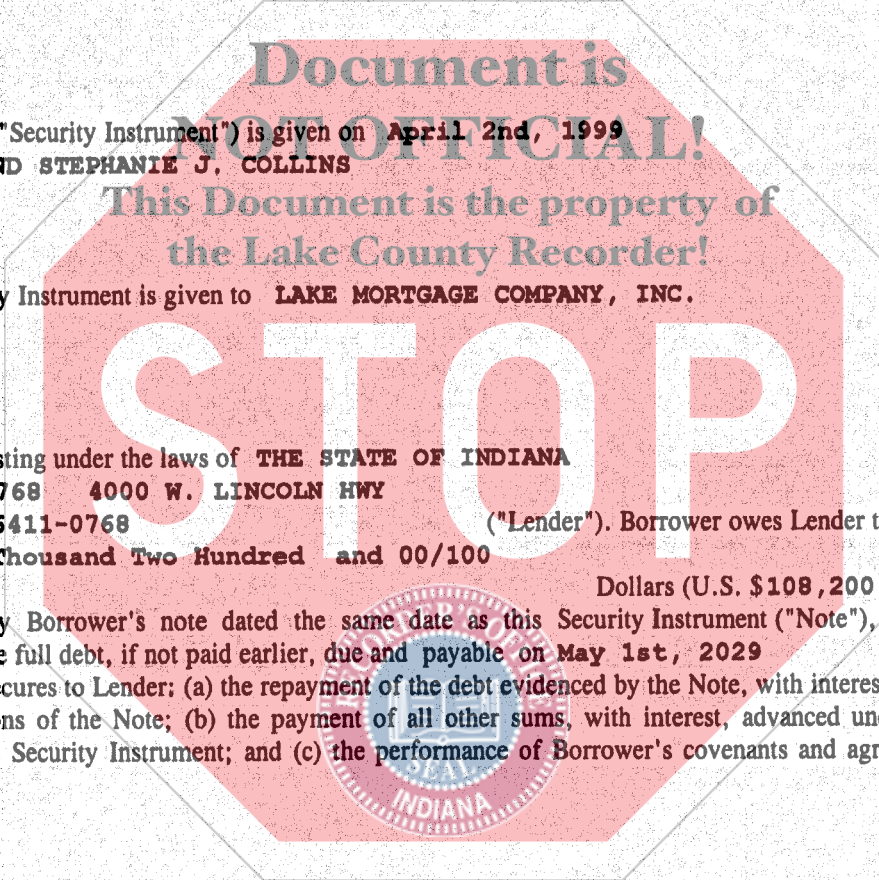 Document is
"Security Instrument") is given on April 2nd, 1999
NOT OFFICIAL!
D STEPHANIE J. COLLINS
This Document is the property of
the Lake County Recorder!
y Instrument is given to LAKE MORTGAGE COMPANY, INC.
STOP
sting under the laws of THE STATE OF INDIANA
768 4000 W. LINCOLN HWY
6411-0768 ("Lender"). Borrower owes Lender t
Thousand Two Hundred and 00/100
Dollars (U.S. $108,200
y Borrower's note dated the same date as this Security Instrument ("Note"),
e full debt, if not paid earlier, due and payable on May 1st, 2029
cures to Lender: (a) the repayment of the debt evidenced by the Note, with interes
ns of the Note; (b) the payment of all other sums, with interest, advanced un
Security Instrument; and (c) the performance of Borrower's covenants and agr
RECORDER'S OFFICE
SEAL
INDIANA